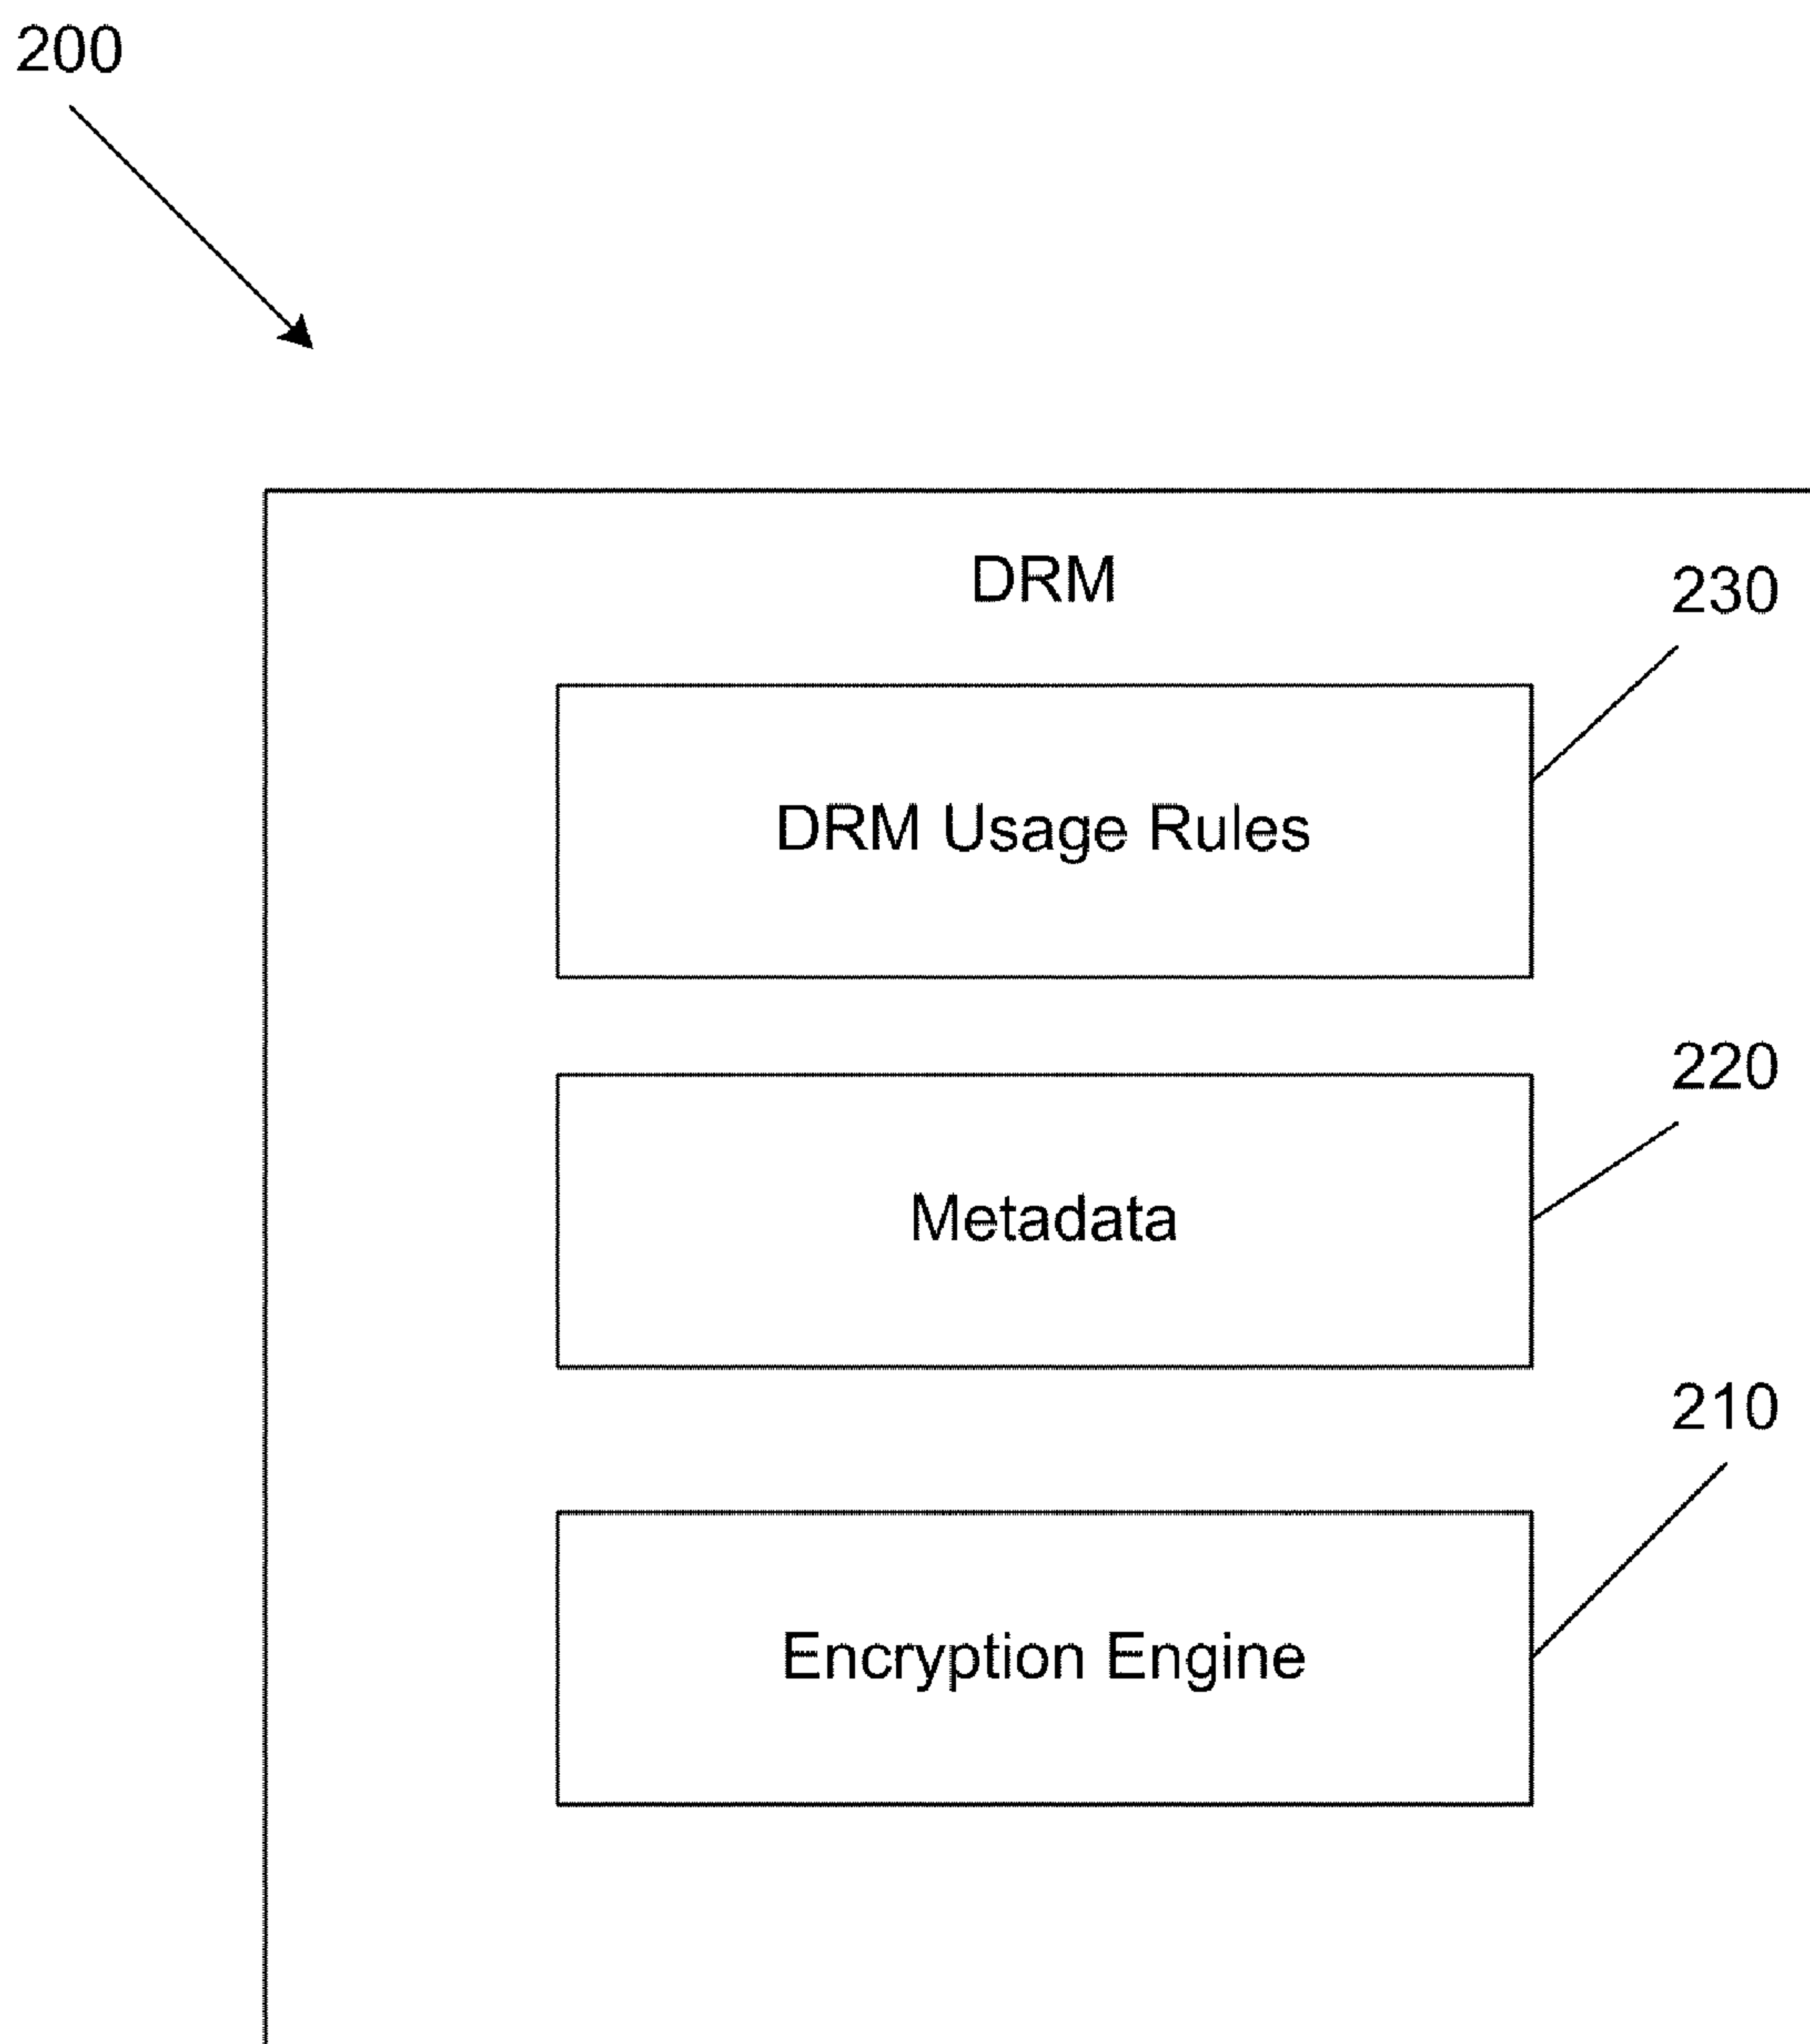 200
DRM
230
DRM Usage Rules
220
Metadata
210
Encryption Engine